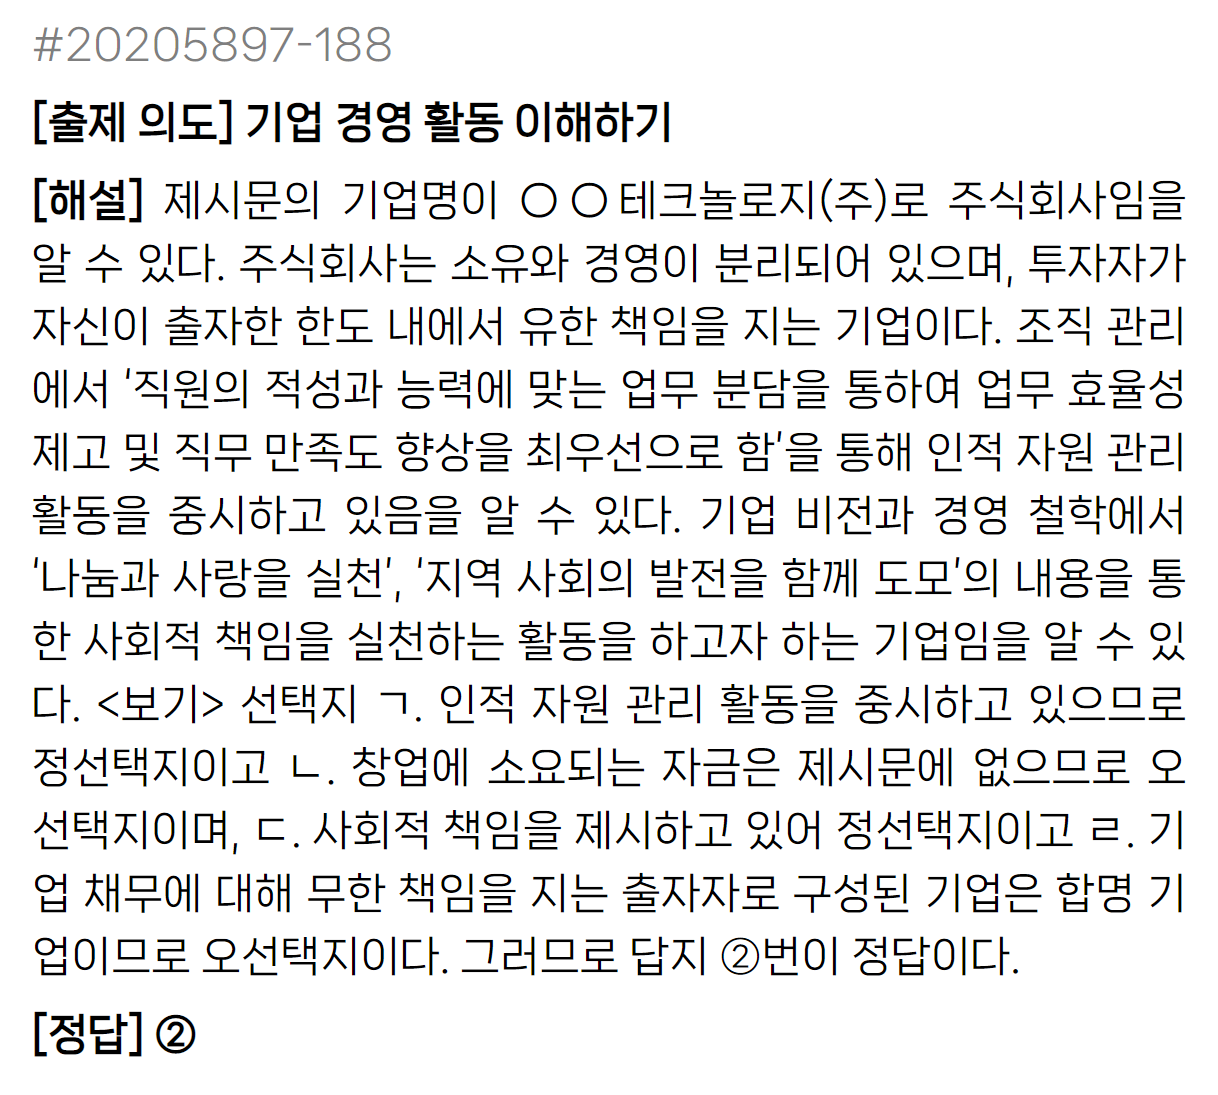 #20205897-188
[출제 의도] 기업 경영 활동 이해하기
[해설] 제시문의 기업명이 ○○테크놀로지(주)로 주식회사임을
알 수 있다. 주식회사는 소유와 경영이 분리되어 있으며, 투자자가
자신이 출자한 한도 내에서 유한 책임을 지는 기업이다. 조직 관리
에서 '직원의 적성과 능력에 맞는 업무 분담을 통하여 업무 효율성
제고 및 직무 만족도 향상을 최우선으로 함'을 통해 인적 자원 관리
활동을 중시하고 있음을 알 수 있다. 기업 비전과 경영 철학에서
'나눔과 사랑을 실천', '지역 사회의 발전을 함께 도모'의 내용을 통
한 사회적 책임을 실천하는 활동을 하고자 하는 기업임을 알 수 있
다. <보기> 선택지 ㄱ. 인적 자원 관리 활동을 중시하고 있으므로
정선택지이고 ㄴ. 창업에 소요되는 자금은 제시문에 없으므로 오
선택지이며, ㄷ. 사회적 책임을 제시하고 있어 정선택지이고 ㄹ. 기
업 채무에 대해 무한 책임을 지는 출자자로 구성된 기업은 합명 기
업이므로 오선택지이다. 그러므로 답지 ②번이 정답이다.
[정답] ②